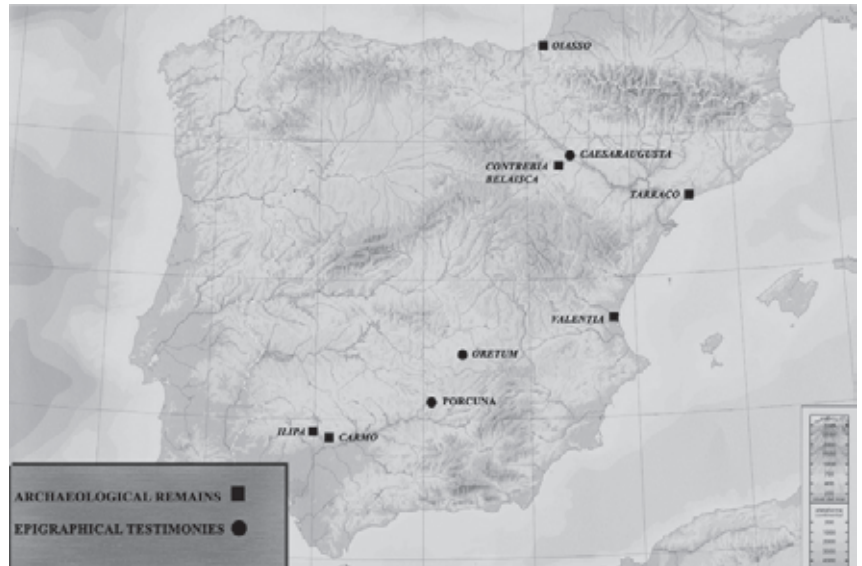 OIASSO
CAESARAUGUSTA
CONTREBIA
BELAISCA
TARRACO
VALENTIA
ORETUM
PORCUNA
ILIPA
CARMO
ARCHAEOLOGICAL REMAINS
EPIGRAPHICAL TESTIMONIES